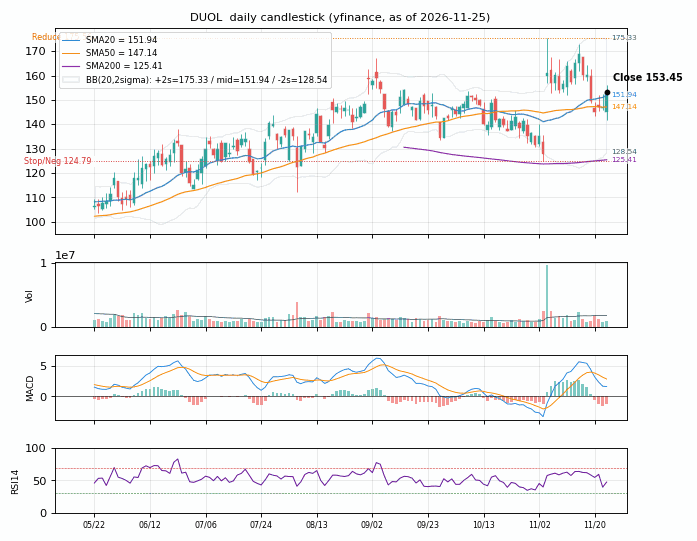 DUOL daily candlestick (yfinance, as of 2026-11-25)
Reduce
SMA20 = 151.94
SMA50 = 147.14
SMA200 = 125.41
BB(20,2sigma): +2s=175.33 / mid=151.94 / -2s=128.54
175.33
Close 153.45
151.94
147.14
128.54
125.41
Stop/Neg 124.79
170
160
150
140
130
120
110
100
1e7
1
0
Vol
5
0
MACD
100
50
0
RSI14
05/22 06/12 07/06 07/24 08/13 09/02 09/23 10/13 11/02 11/20